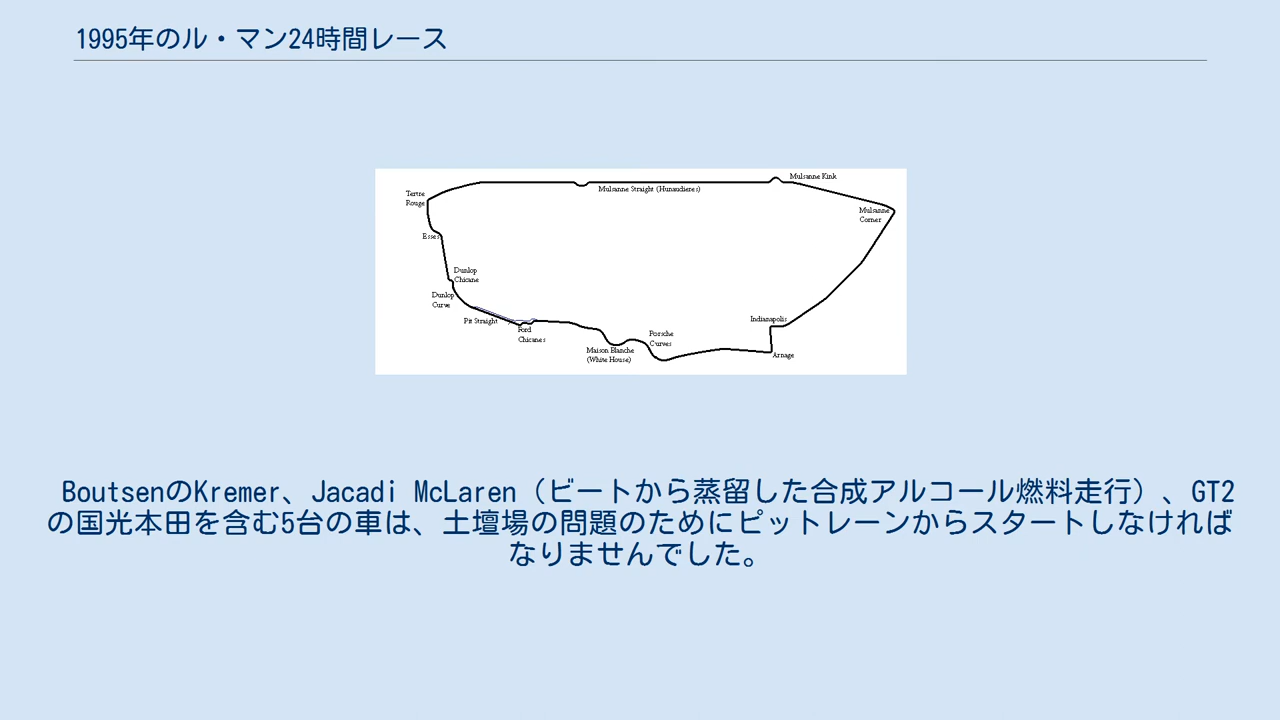 1995年のル・マン24時間レース
Mulsanne Kink
Mulsanne Straight (Hunaudieres)
Tertre
Rouge
Mulsanne
Corner
Esses
Dunlop
Chicane
Dunlop
Curve
Pit Straight
Ford
Chicanes
Indianapolis
Porsche
Curves
Maison Blanche
(White House)
Arnage
BoutsenのKremer、Jacadi McLaren（ビートから蒸留した合成アルコール燃料走行）、GT2
の国光本田を含む5台の車は、土壇場の問題のためにピットレーンからスタートしなければ
なりませんでした。